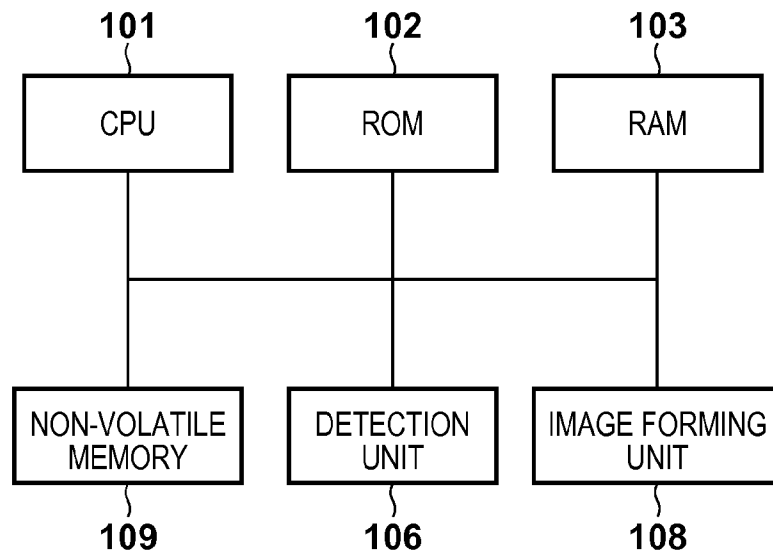 101
102
103
CPU
ROM
RAM
NON-VOLATILE
MEMORY
DETECTION
UNIT
IMAGE FORMING
UNIT
109
106
108